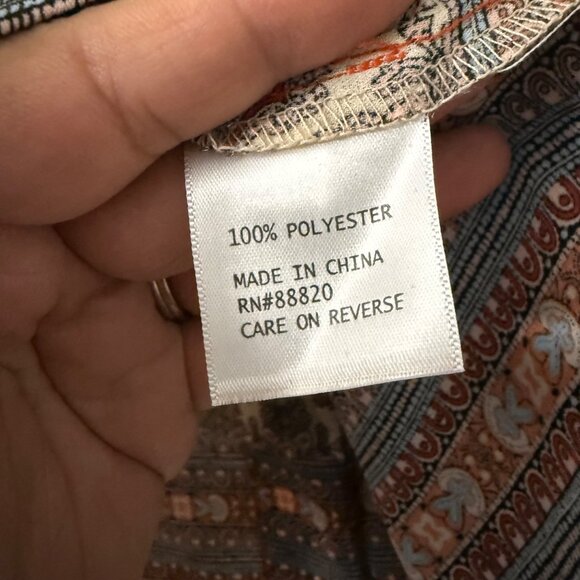 100% POLYESTER
MADE IN CHINA
RN#88820
CARE ON REVERSE